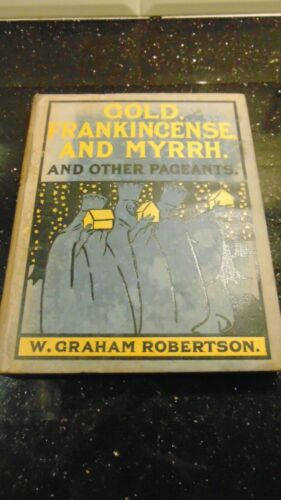 GOLD.
FRANKINCENSE.
AND MYRRH.
AND OTHER PAGEANTS.
W. GRAHAM ROBERTSON.